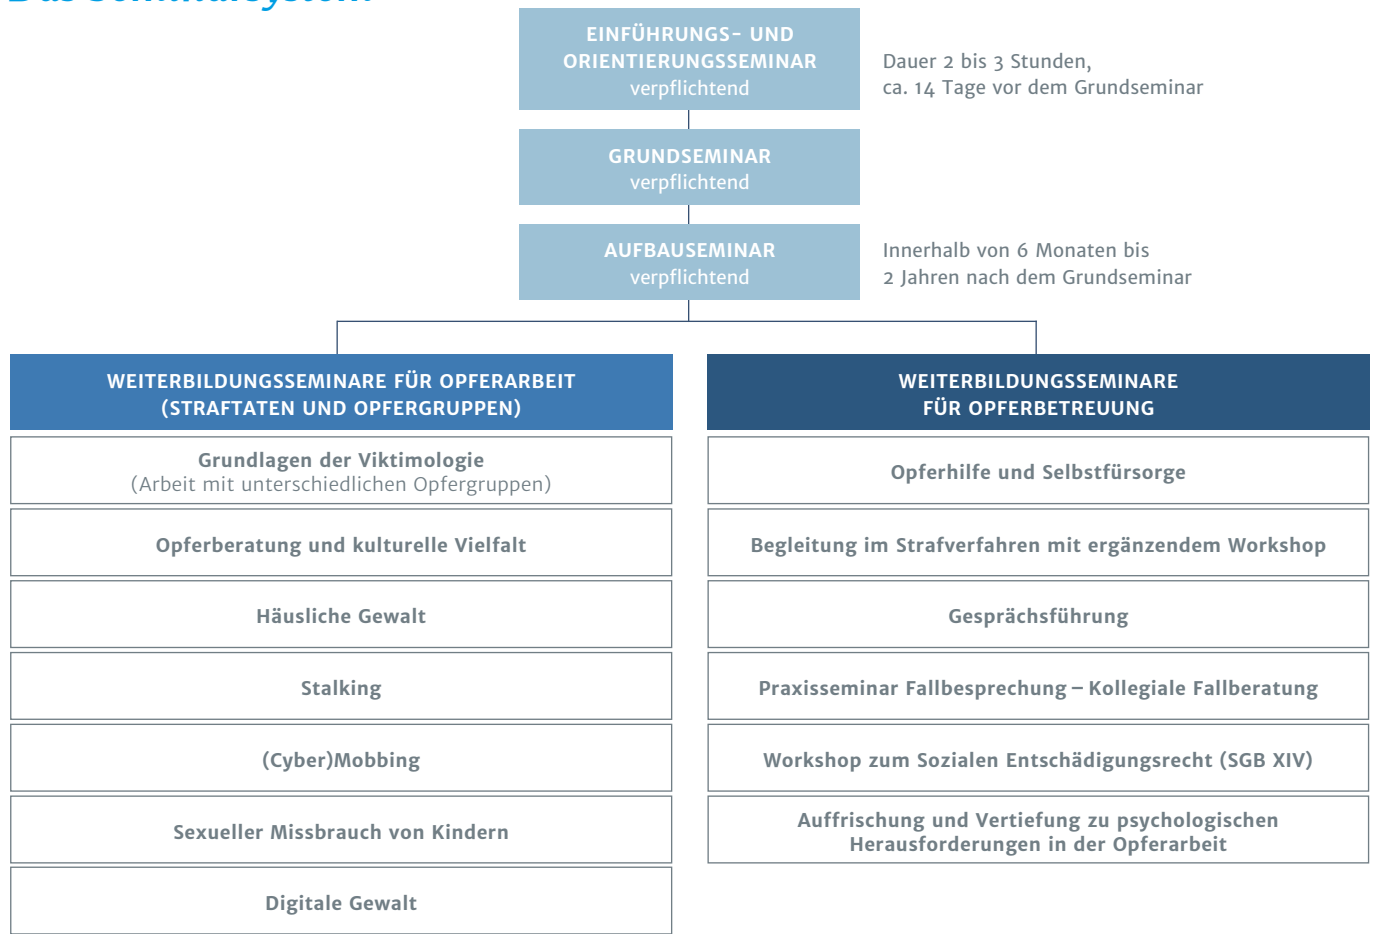 Das Seminarsystem
EINFÜHRUNGS- UND
ORIENTIERUNGSSEMINAR
verpflichtend
Dauer 2 bis 3 Stunden,
ca. 14 Tage vor dem Grundseminar
GRUNDSEMINAR
verpflichtend
AUFBAUSEMINAR
verpflichtend
Innerhalb von 6 Monaten bis
2 Jahren nach dem Grundseminar
WEITERBILDUNGSSEMINARE FÜR OPFERARBEIT
(STRAFTATEN UND OPFERGRUPPEN)
Grundlagen der Viktimologie
(Arbeit mit unterschiedlichen Opfergruppen)
Opferberatung und kulturelle Vielfalt
Häusliche Gewalt
Stalking
(Cyber)Mobbing
Sexueller Missbrauch von Kindern
Digitale Gewalt
WEITERBILDUNGSSEMINARE
FÜR OPFERBETREUUNG
Opferhilfe und Selbstfürsorge
Begleitung im Strafverfahren mit ergänzendem Workshop
Gesprächsführung
Praxisseminar Fallbesprechung – Kollegiale Fallberatung
Workshop zum Sozialen Entschädigungsrecht (SGB XIV)
Auffrischung und Vertiefung zu psychologischen
Herausforderungen in der Opferarbeit